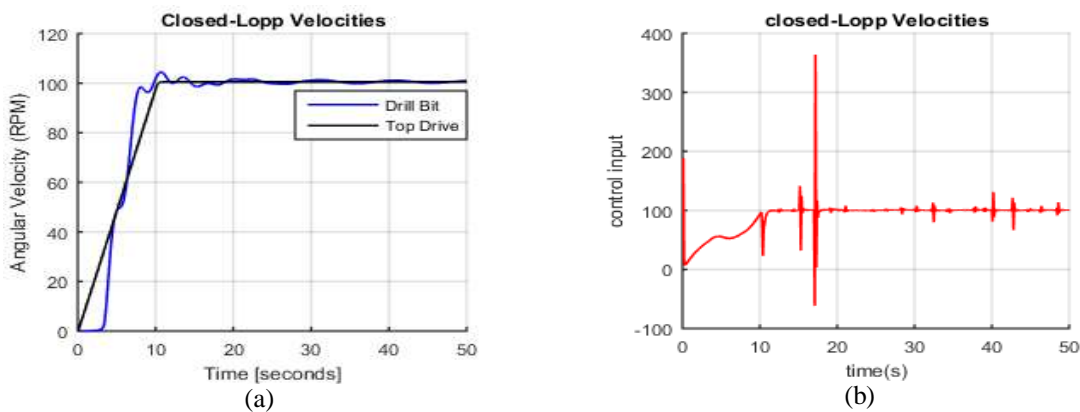 Closed-Lopp Velocities
120
100
80
60
40
20
0
Angular Velocity (RPM)
Drill Bit
Top Drive
0 10 20 30 40 50
Time [seconds]
(a)
closed-Lopp Velocities
400
300
200
100
0
-100
control input
0 10 20 30 40 50
time(s)
(b)